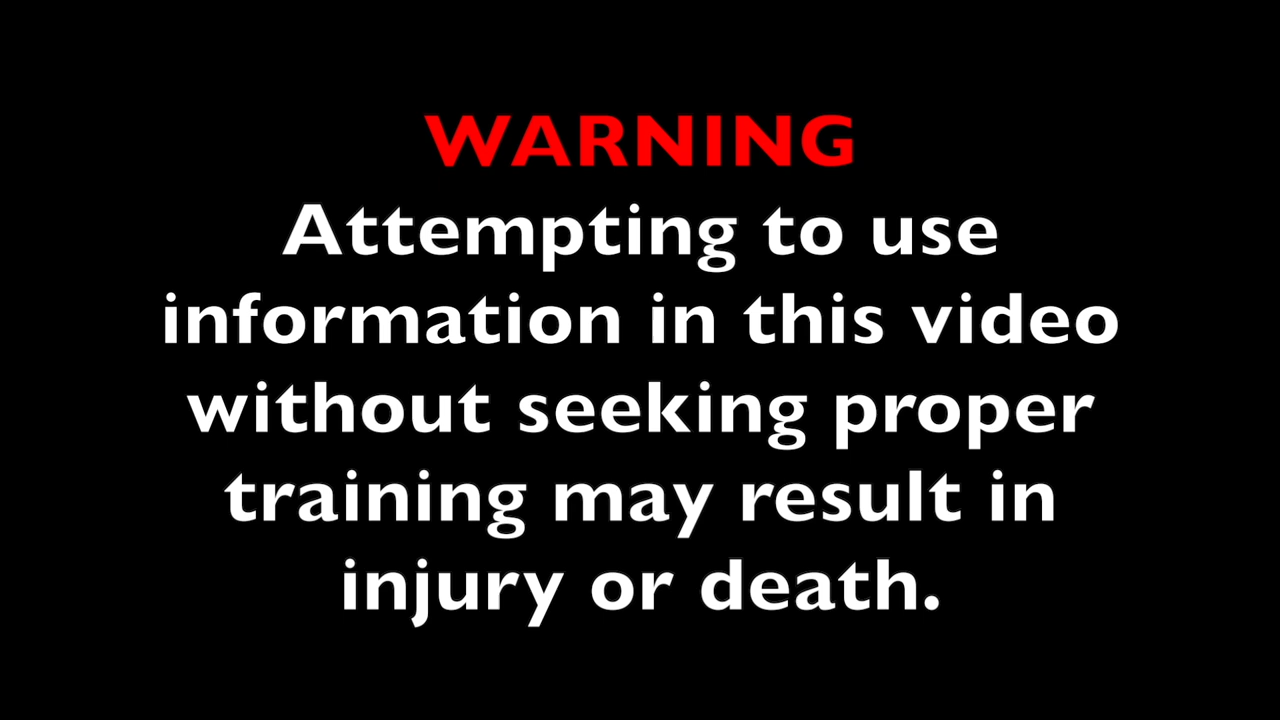 WARNING
Attempting to use
information in this video
without seeking proper
training may result in
injury or death.